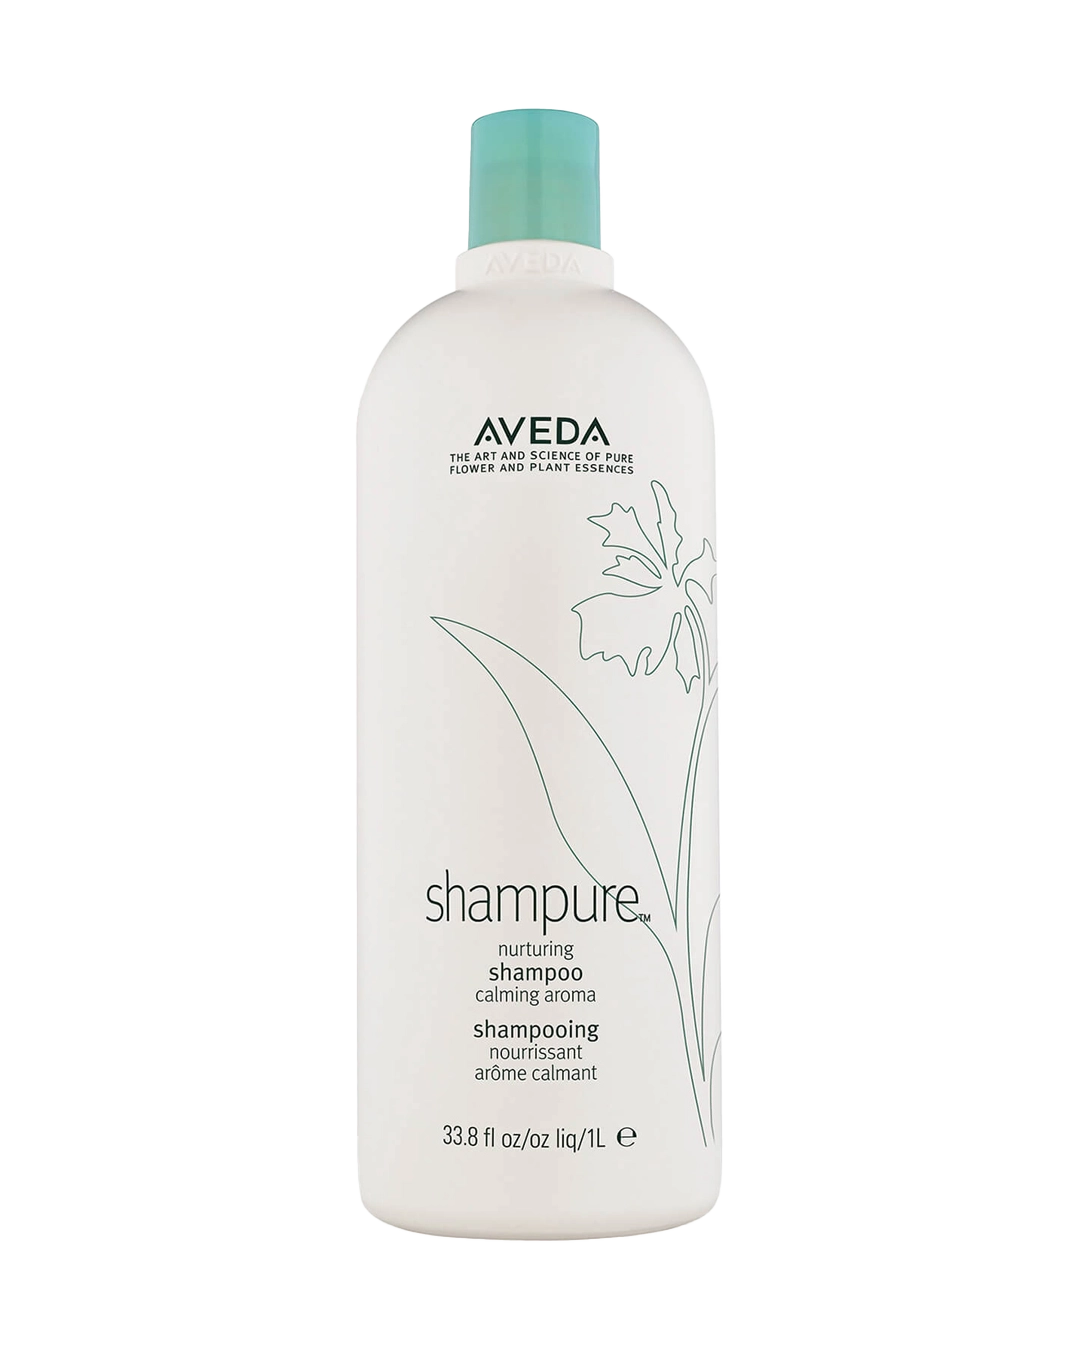 AVEDA
AVEDA
THE ART AND SCIENCE OF PURE
FLOWER AND PLANT ESSENCES
shampure™
nurturing
shampoo
calming aroma
shampooing
nourrissant
arôme calmant
33.8 fl oz/oz liq/1L ℮